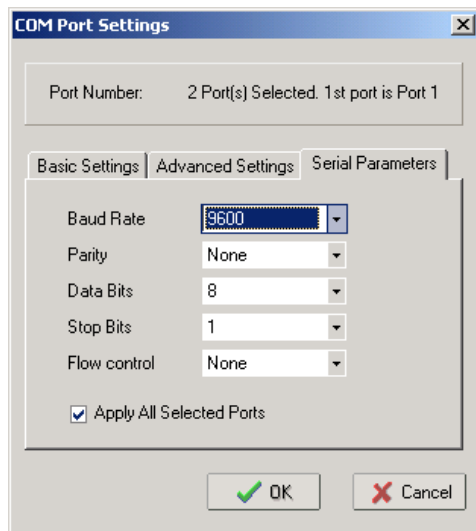 COM Port Settings
Port Number: 2 Port(s) Selected. 1st port is Port 1
Basic Settings Advanced Settings Serial Parameters
Baud Rate 9600
Parity None
Data Bits 8
Stop Bits 1
Flow control None
Apply All Selected Ports
OK Cancel